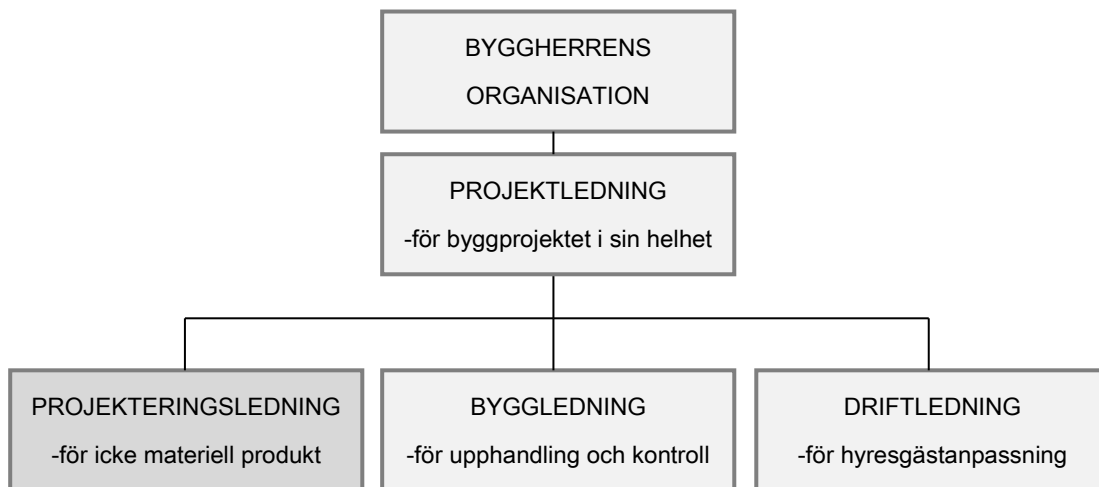 BYGGHERRENS
ORGANISATION
PROJEKTLEDNING
-för byggprojektet i sin helhet
PROJEKTERINGSLEDNING
-för icke materiell produkt
BYGGLEDNING
-för upphandling och kontroll
DRIFTLEDNING
-för hyresgästanpassning